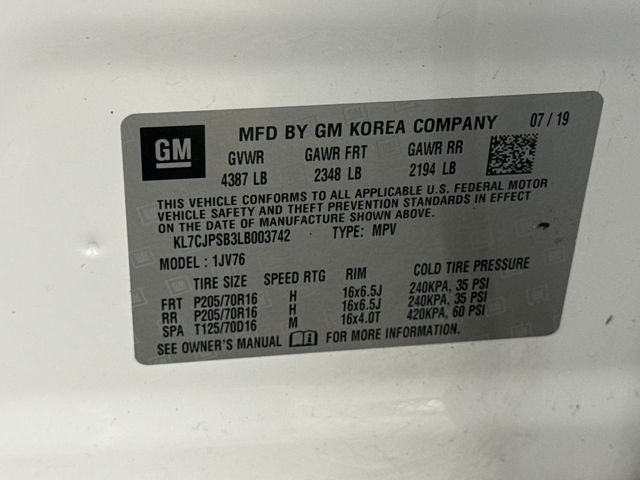 GM
MFD BY GM KOREA COMPANY 07 / 19
GVWR GAWR FRT GAWR RR
4387 LB 2348 LB 2194 LB
THIS VEHICLE CONFORMS TO ALL APPLICABLE U.S. FEDERAL MOTOR
VEHICLE SAFETY AND THEFT PREVENTION STANDARDS IN EFFECT
ON THE DATE OF MANUFACTURE SHOWN ABOVE.
KL7CJPSB3LB003742 TYPE: MPV
MODEL : 1JV76
TIRE SIZE SPEED RTG RIM COLD TIRE PRESSURE
FRT P205/70R16 H 16x6.5J 240KPA, 35 PSI
RR P205/70R16 H 16x6.5J 240KPA, 35 PSI
SPA T125/70D16 M 16x4.0T 420KPA, 60 PSI
SEE OWNER'S MANUAL FOR MORE INFORMATION.